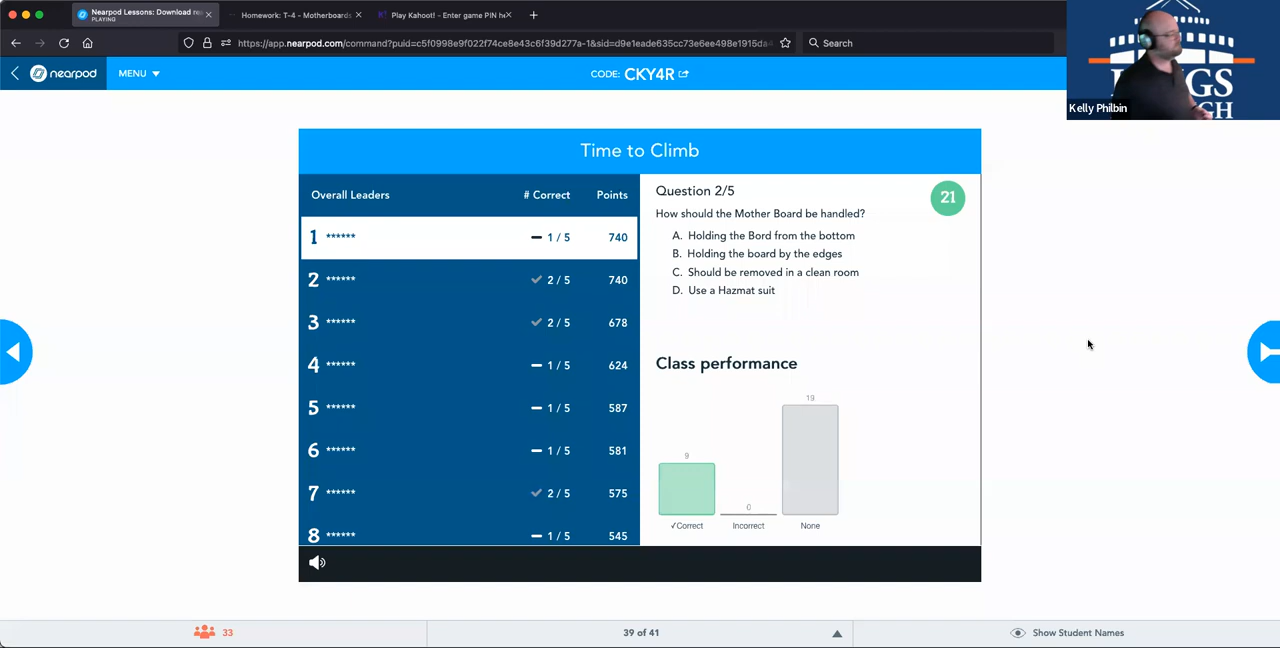 Nearpod Lessons: Download re
PLAYING
Homework: T-4 - Motherboards
Play Kahoot! - Enter game PIN he
https://app.nearpod.com/command?puid=c5f0998e9f022f74ce8e43c6f39d277a-1&sid=d9e1eade635cc73e6ee498e1915da4
Search
nearpod
MENU
CODE: CKY4R
Kelly Philbin
Time to Climb
Overall Leaders # Correct Points
1 ****** 1 / 5 740
2 ****** 2 / 5 740
3 ****** 2 / 5 678
4 ****** 1 / 5 624
5 ****** 1 / 5 587
6 ****** 1 / 5 581
7 ****** 2 / 5 575
8 ****** 1 / 5 545
Question 2/5
21
How should the Mother Board be handled?
A. Holding the Bord from the bottom
B. Holding the board by the edges
C. Should be removed in a clean room
D. Use a Hazmat suit
Class performance
9
0
19
✓Correct
Incorrect
None
33
39 of 41
Show Student Names